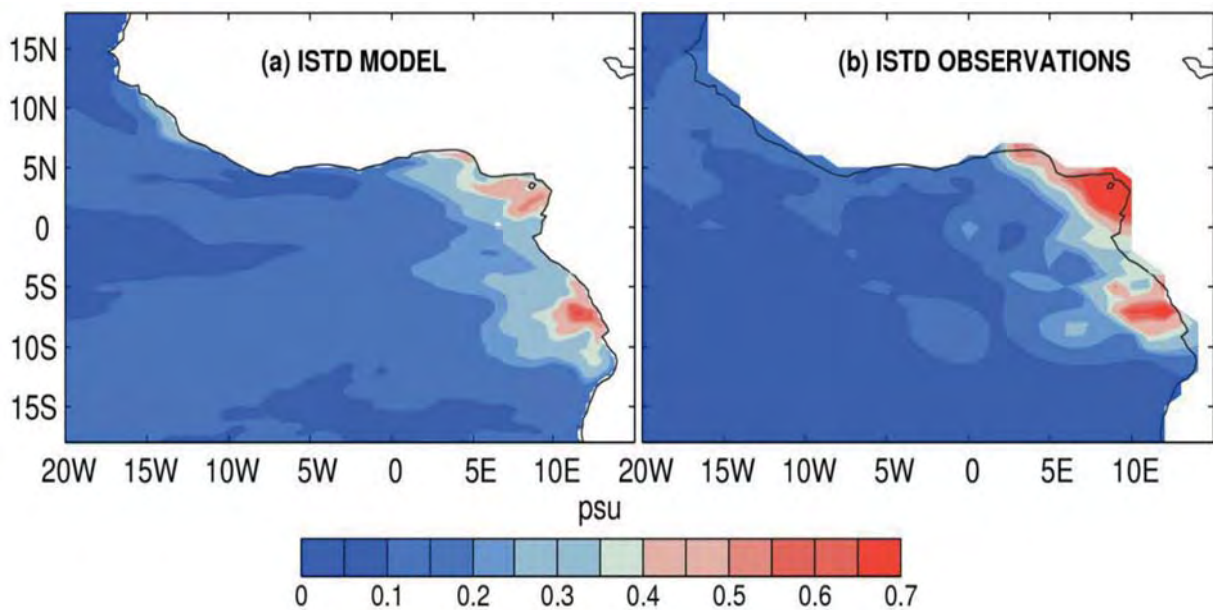 (a) ISTD MODEL
(b) ISTD OBSERVATIONS
15N
10N
5N
0
5S
10S
15S
20W 15W 10W 5W 0 5E 10E 20W 15W 10W 5W 0 5E 10E
psu
0 0.1 0.2 0.3 0.4 0.5 0.6 0.7